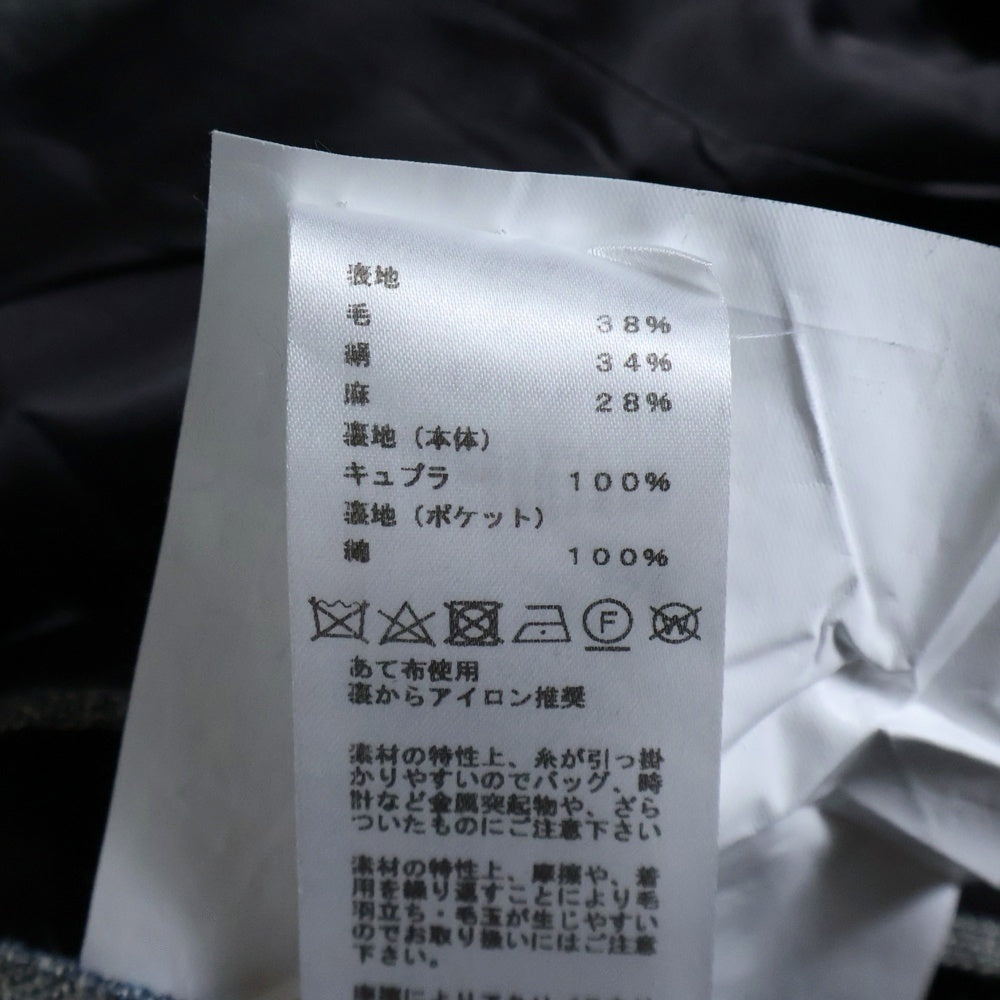 表地
毛 38%
絹 34%
麻 28%
裏地（本体）
キュプラ 100%
裏地（ポケット）
綿 100%
F
W
あて布使用
裏からアイロン推奨
素材の特性上、糸が引っ掛
かりやすいのでバッグ、時
計など金属突起物や、ざら
ついたものにご注意下さい
素材の特性上、摩擦や、着
用を繰り返すことにより毛
羽立ち・毛玉が生じやすい
のでお取り扱いにはご注意
下さい。